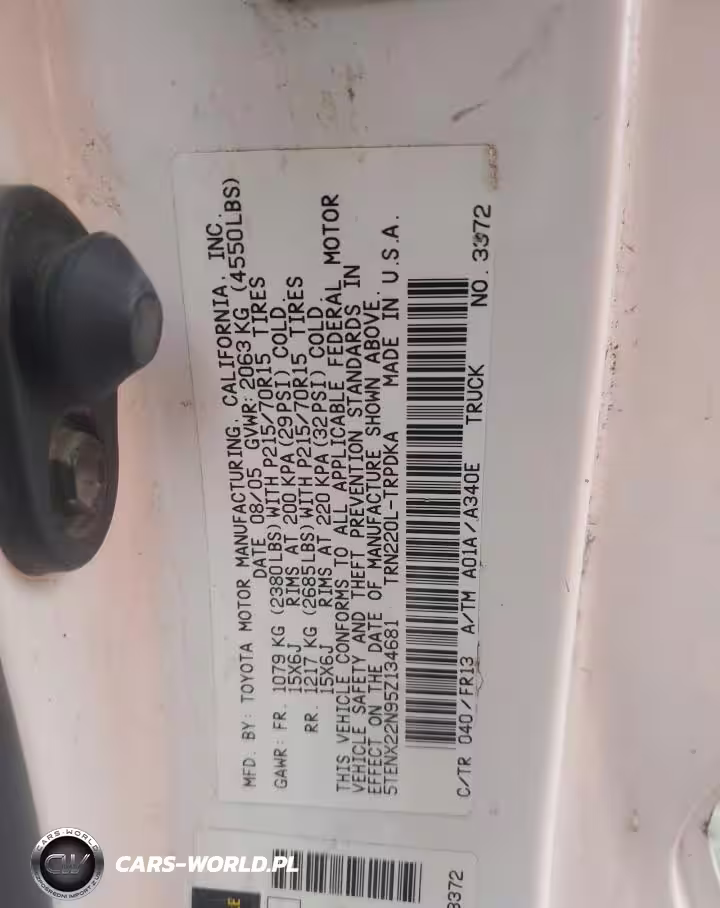 MFD. BY: TOYOTA MOTOR MANUFACTURING, CALIFORNIA, INC.
DATE 08/05 GVWR: 2063 KG (4550LBS)
GAWR: FR. 1079 KG (2380LBS) WITH P215/70R15 TIRES
15X6J RIMS AT 200 KPA (29PSI) COLD.
RR. 1217 KG (2685LBS) WITH P215/70R15 TIRES
15X6J RIMS AT 220 KPA (32PSI) COLD.
THIS VEHICLE CONFORMS TO ALL APPLICABLE FEDERAL MOTOR
VEHICLE SAFETY AND THEFT PREVENTION STANDARDS IN
EFFECT ON THE DATE OF MANUFACTURE SHOWN ABOVE.
5TENX22N95Z134681 TRN220L-TRPDKA MADE IN U.S.A.
C/TR 040/FR13 A/TM A01A/A340E TRUCK NO. 3372
3372
CARS-WORLD
CW
CARS-WORLD.PL